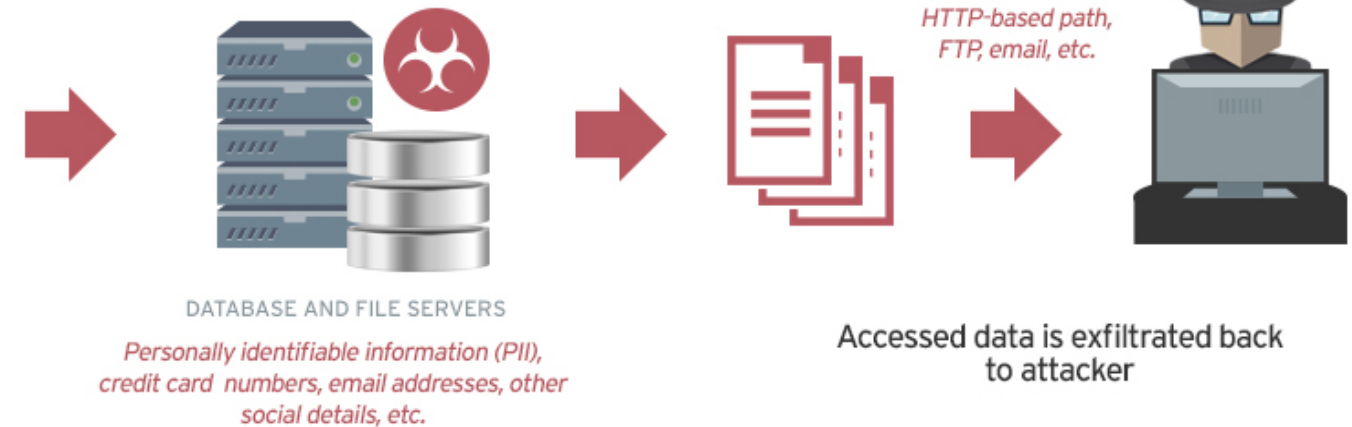 HTTP-based path,
FTP, email, etc.
DATABASE AND FILE SERVERS
Personally identifiable information (PII),
credit card numbers, email addresses, other
social details, etc.
Accessed data is exfiltrated back
to attacker